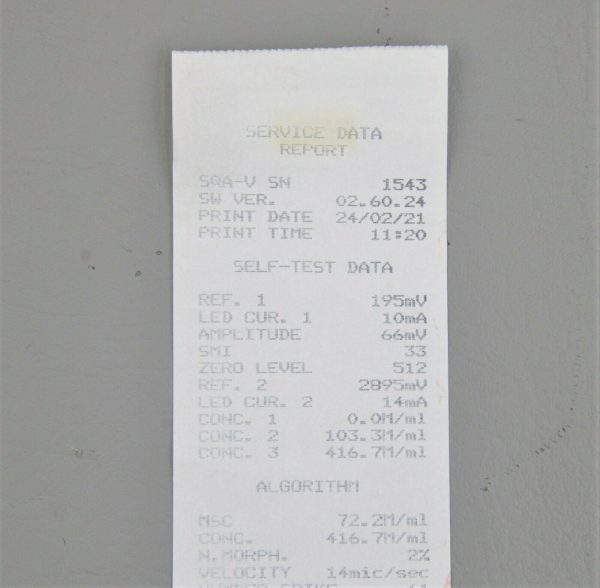 SERVICE DATA
REPORT
SQA-V SN 1543
SW VER. 02.60.24
PRINT DATE 24/02/21
PRINT TIME 11:20
SELF-TEST DATA
REF. 1 195mV
LED CUR. 1 10mA
AMPLITUDE 66mV
SMI 33
ZERO LEVEL 512
REF. 2 2895mV
LED CUR. 2 14mA
CONC. 1 0.0M/ml
CONC. 2 103.3M/ml
CONC. 3 416.7M/ml
ALGORITHM
MSC 72.2M/ml
CONC. 416.7M/ml
N.MORPH. 2%
VELOCITY 14mic/sec